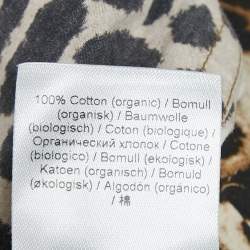 100% Cotton (organic) / Bomull
(organisk) / Baumwolle
(biologisch) / Coton (biologique) /
Органический хлопок / Cotone
(biologico) / Bomull (ekologisk) /
Katoen (organisch) / Bomuld
(økologisk) / Algodón (orgánico)
/ 棉